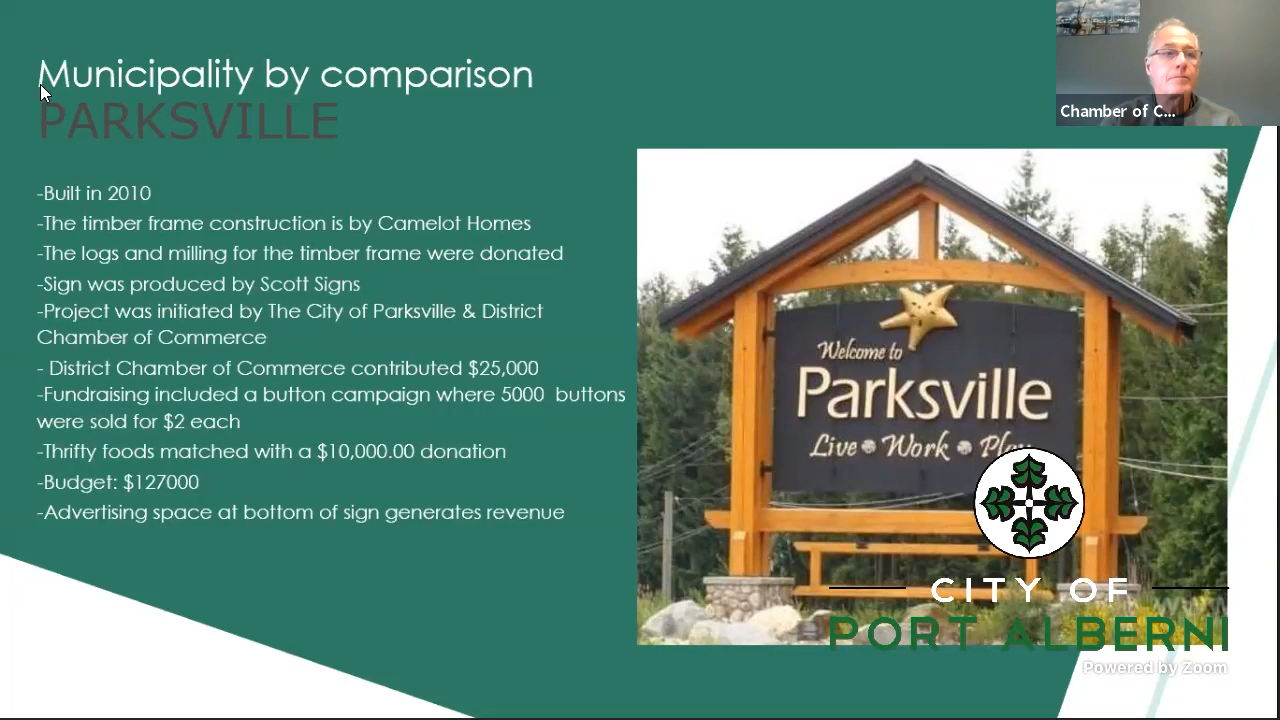 Municipality by comparison
PARKSVILLE
-Built in 2010
-The timber frame construction is by Camelot Homes
-The logs and milling for the timber frame were donated
-Sign was produced by Scott Signs
-Project was initiated by The City of Parksville & District
Chamber of Commerce
- District Chamber of Commerce contributed $25,000
-Fundraising included a button campaign where 5000 buttons
were sold for $2 each
-Thrifty foods matched with a $10,000.00 donation
-Budget: $127000
-Advertising space at bottom of sign generates revenue
Chamber of C...
Welcome to
Parksville
Live Work Play
CITY OF
PORT ALBERNI
Powered by Zoom